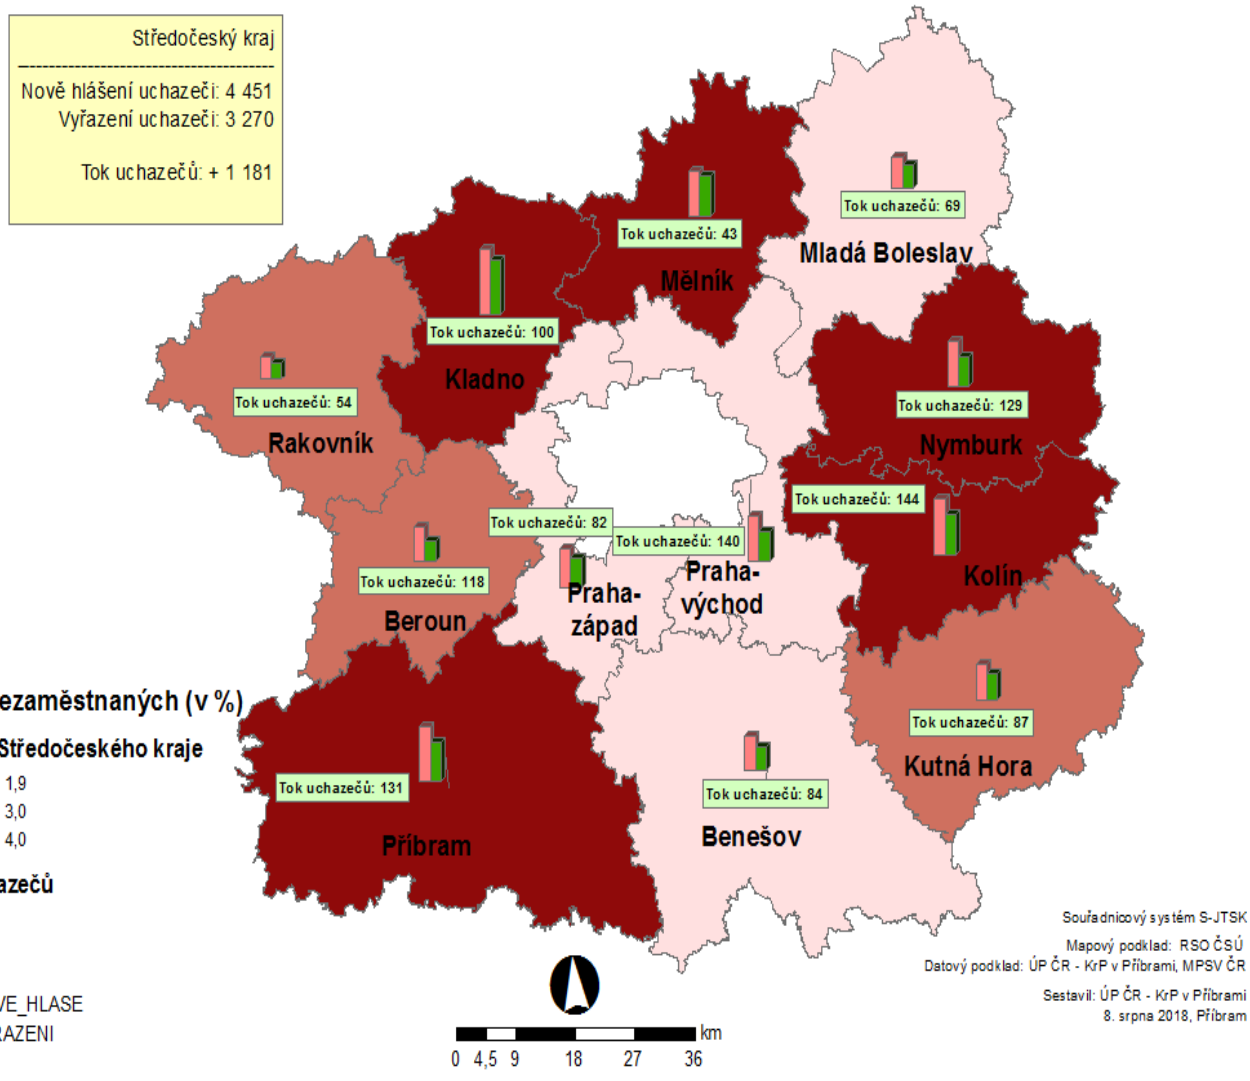 Středočeský kraj
Nově hlášení uchazeči: 4 451
Vyřazení uchazeči: 3 270
Tok uchazečů: + 1 181
Tok uchazečů: 69
Mladá Boleslav
Tok uchazečů: 43
Mělník
Tok uchazečů: 100
Kladno
Tok uchazečů: 54
Rakovník
Tok uchazečů: 129
Nymburk
Tok uchazečů: 144
Kolín
Tok uchazečů: 82
Praha-
západ
Tok uchazečů: 140
Praha-
východ
Tok uchazečů: 118
Beroun
Tok uchazečů: 87
Kutná Hora
Tok uchazečů: 131
Příbram
Tok uchazečů: 84
Benešov
ezaměstnaných (v %)
Středočeského kraje
1,9
3,0
4,0
azečů
VE_HLASE
RAZENI
km
0 4,5 9 18 27 36
Souřadnicový systém S-JTSK
Mapový podklad: RSO ČSÚ
Datový podklad: ÚP ČR - KrP v Příbrami, MPSV ČR
Sestavil: ÚP ČR - KrP v Příbrami
8. srpna 2018, Příbram